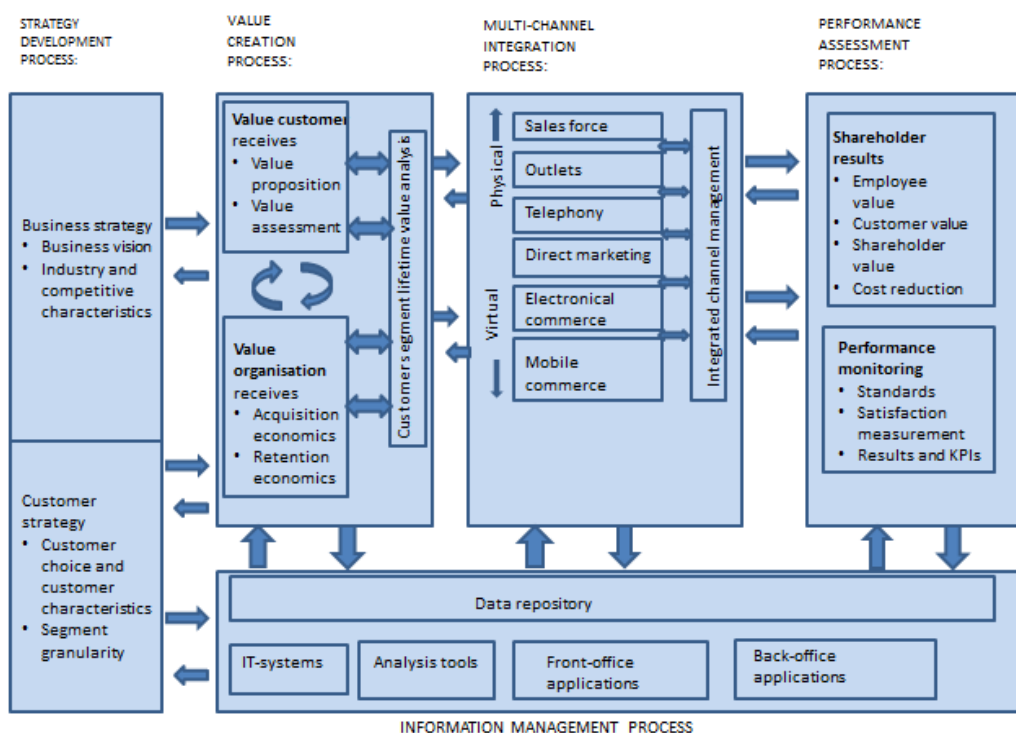 STRATEGY
DEVELOPMENT
PROCESS:
VALUE
CREATION
PROCESS:
MULTI-CHANNEL
INTEGRATION
PROCESS:
PERFORMANCE
ASSESSMENT
PROCESS:
Business strategy
• Business vision
• Industry and
competitive
characteristics
Customer
strategy
• Customer
choice and
customer
characteristics
• Segment
granularity
Value customer
receives
• Value
proposition
• Value
assessment
Value
organisation
receives
• Acquisition
economics
• Retention
economics
Customer segment lifetime value analysis
Physical
Virtual
Sales force
Outlets
Telephony
Direct marketing
Electronical
commerce
Mobile
commerce
Integrated channel management
Shareholder
results
• Employee
value
• Customer value
• Shareholder
value
• Cost reduction
Performance
monitoring
• Standards
• Satisfaction
measurement
• Results and KPIs
Data repository
IT-systems
Analysis tools
Front-office
applications
Back-office
applications
INFORMATION MANAGEMENT PROCESS